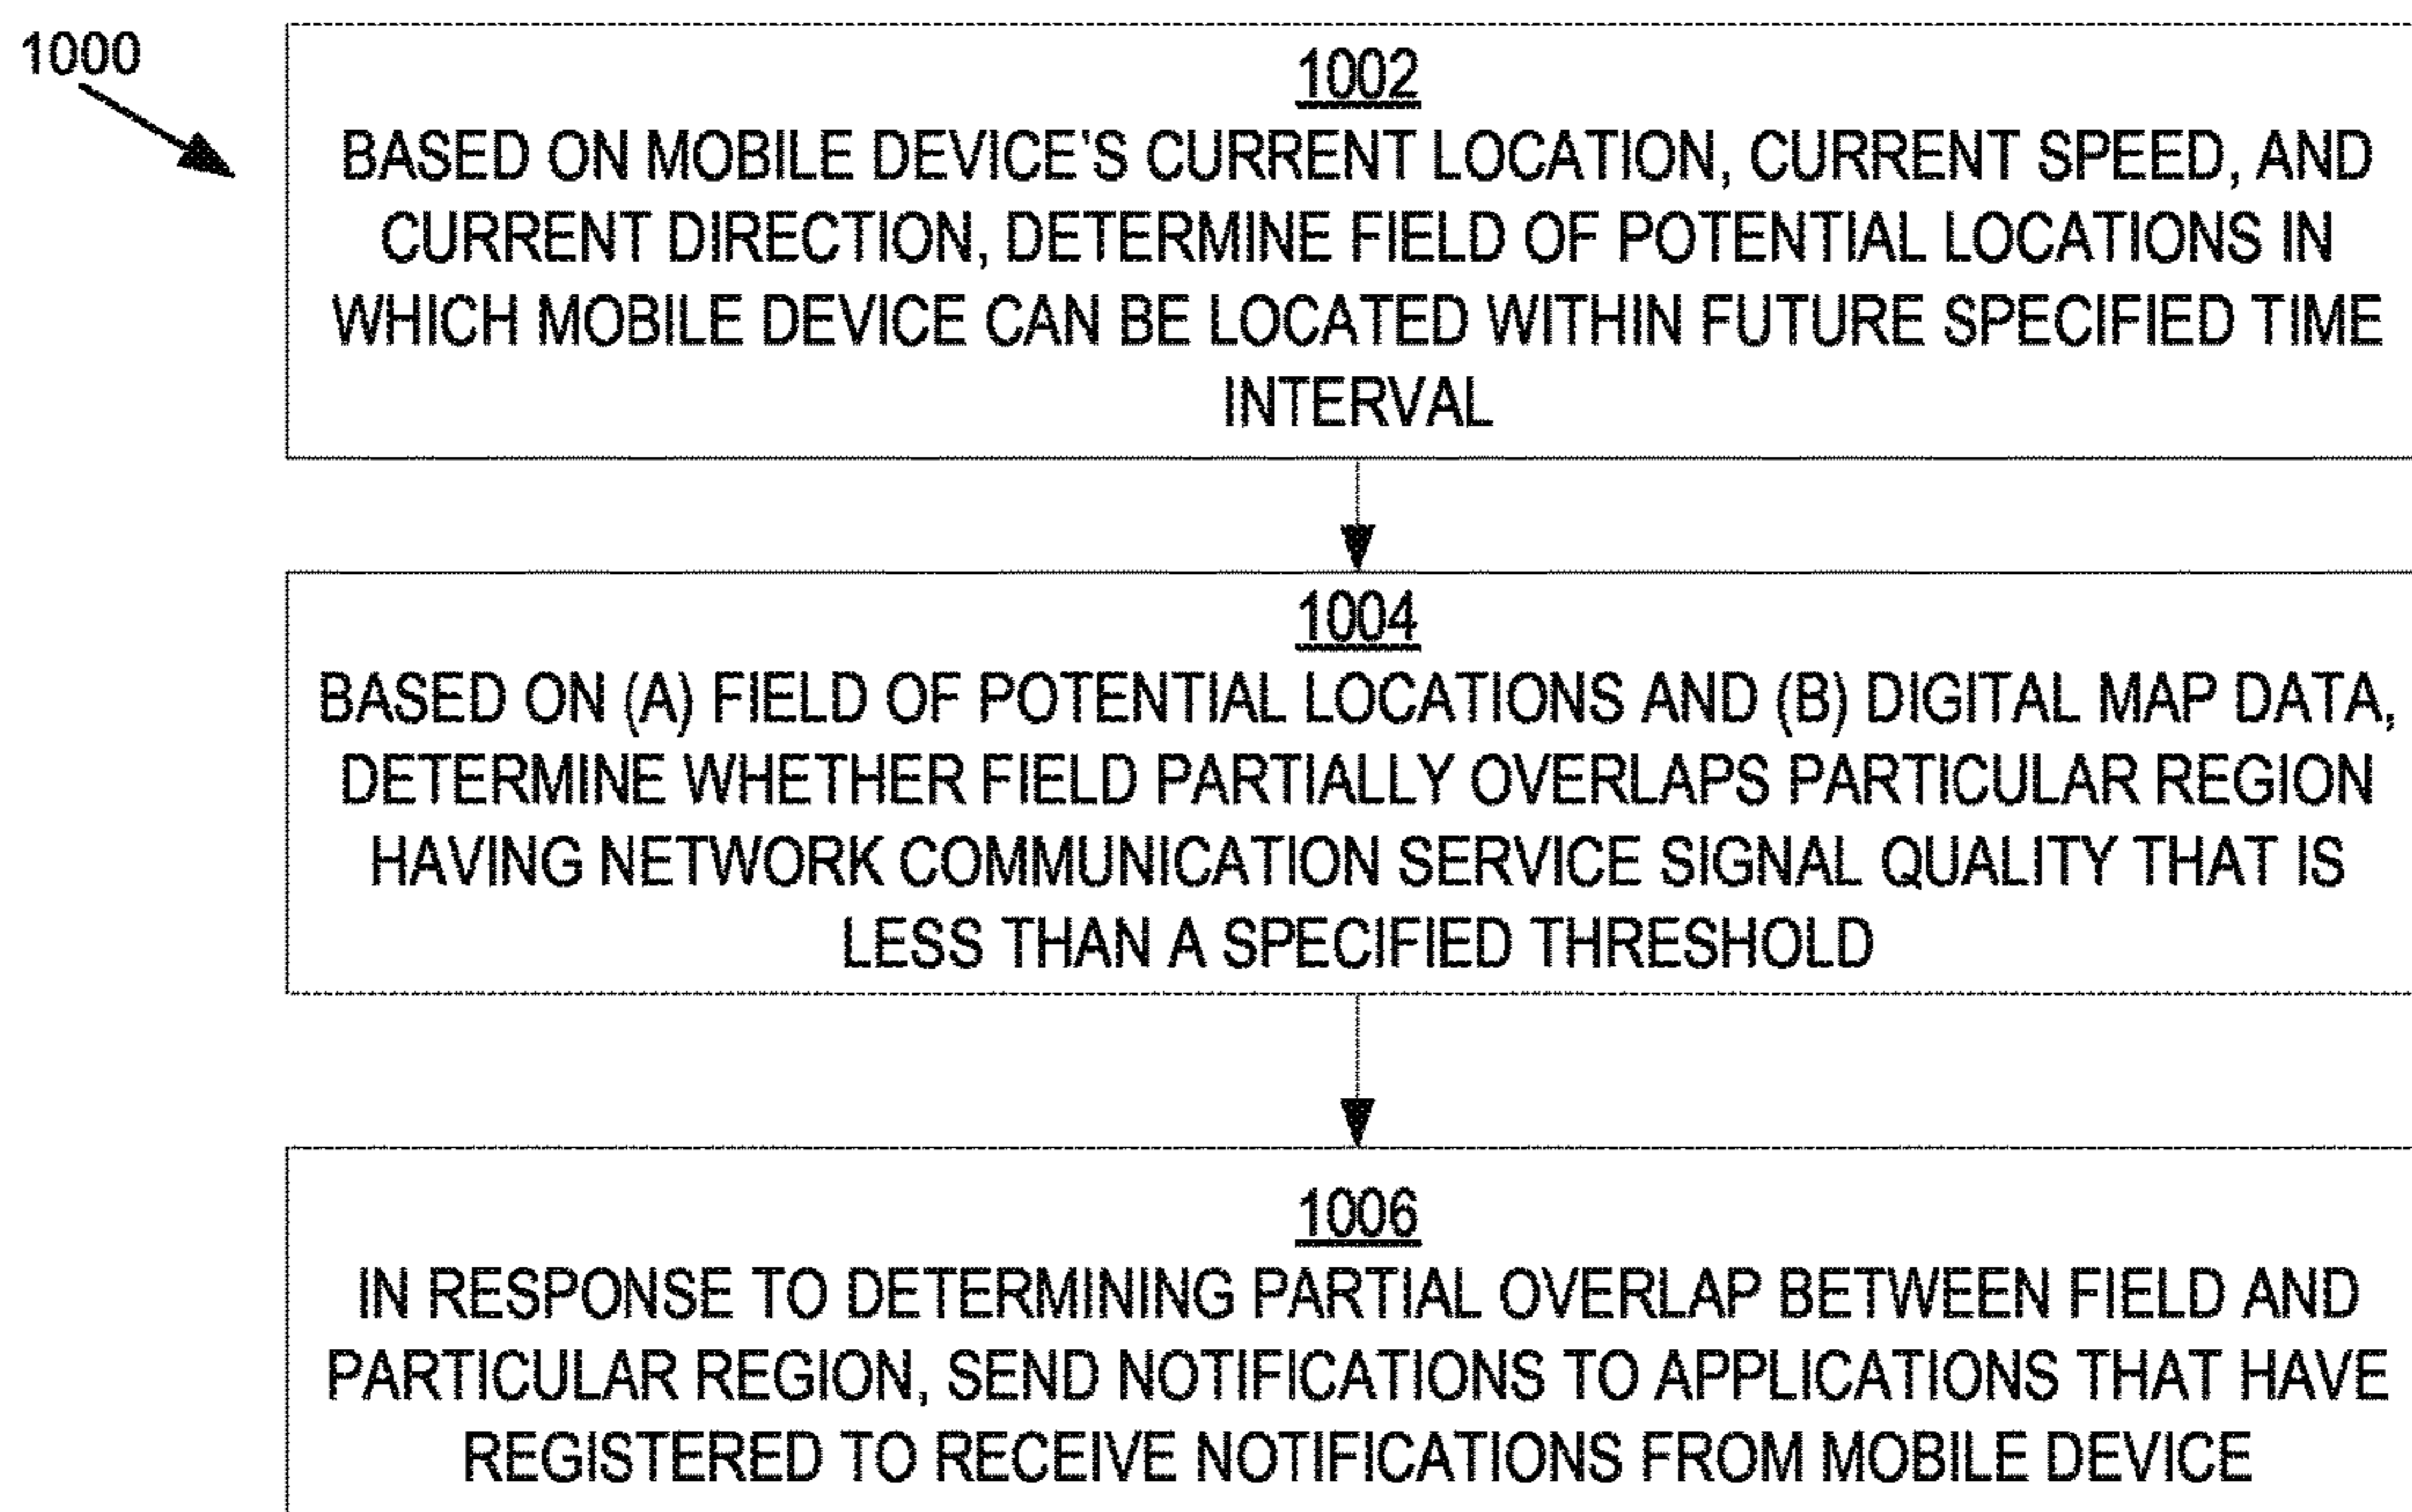 1000
1002
BASED ON MOBILE DEVICE'S CURRENT LOCATION, CURRENT SPEED, AND
CURRENT DIRECTION, DETERMINE FIELD OF POTENTIAL LOCATIONS IN
WHICH MOBILE DEVICE CAN BE LOCATED WITHIN FUTURE SPECIFIED TIME
INTERVAL
1004
BASED ON (A) FIELD OF POTENTIAL LOCATIONS AND (B) DIGITAL MAP DATA,
DETERMINE WHETHER FIELD PARTIALLY OVERLAPS PARTICULAR REGION
HAVING NETWORK COMMUNICATION SERVICE SIGNAL QUALITY THAT IS
LESS THAN A SPECIFIED THRESHOLD
1006
IN RESPONSE TO DETERMINING PARTIAL OVERLAP BETWEEN FIELD AND
PARTICULAR REGION, SEND NOTIFICATIONS TO APPLICATIONS THAT HAVE
REGISTERED TO RECEIVE NOTIFICATIONS FROM MOBILE DEVICE